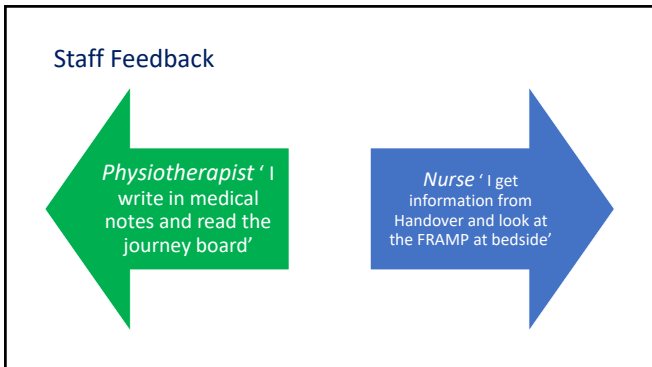 Staff Feedback
Physiotherapist ‘ I
write in medical
notes and read the
journey board’
Nurse ‘ I get
information from
Handover and look at
the FRAMP at bedside’